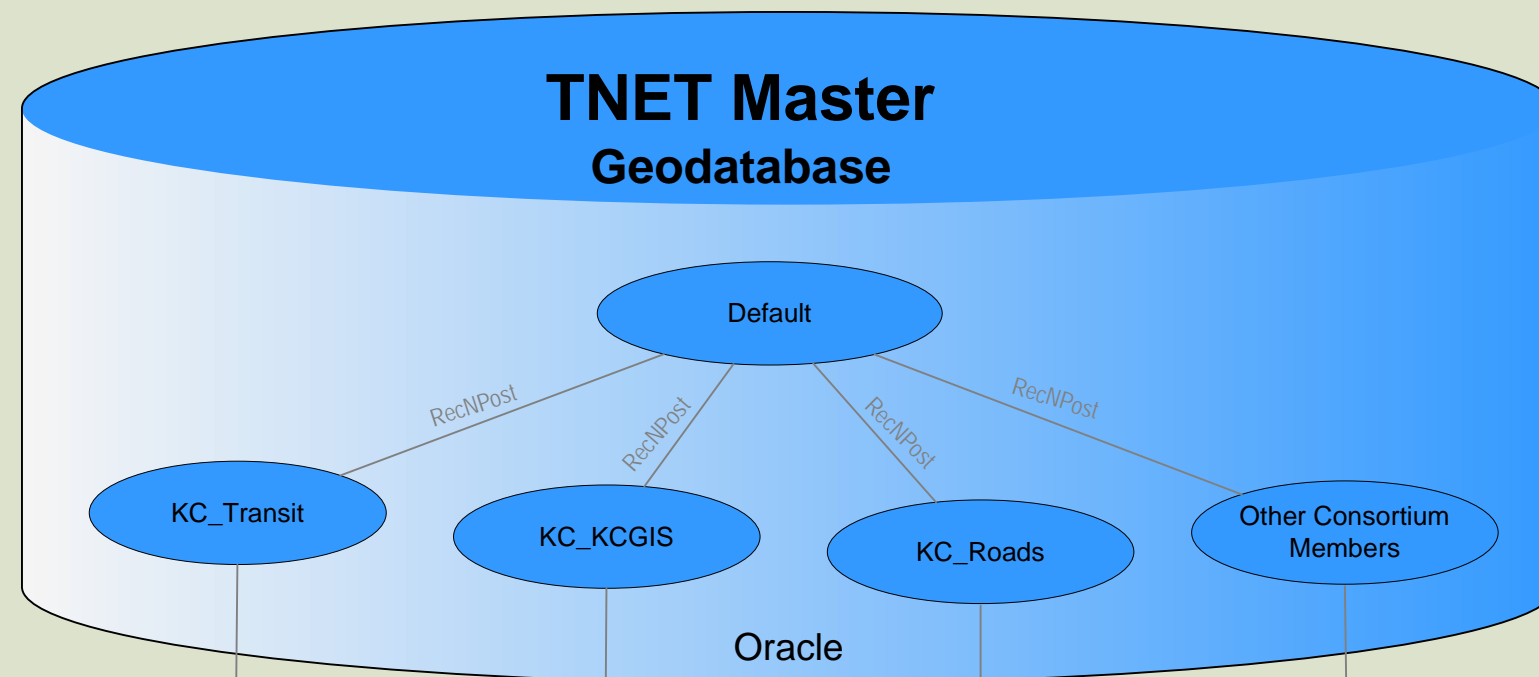 TNET Master
Geodatabase
Default
RecNPost
RecNPost
RecNPost
RecNPost
KC_Transit
KC_KCGIS
KC_Roads
Other Consortium
Members
Oracle